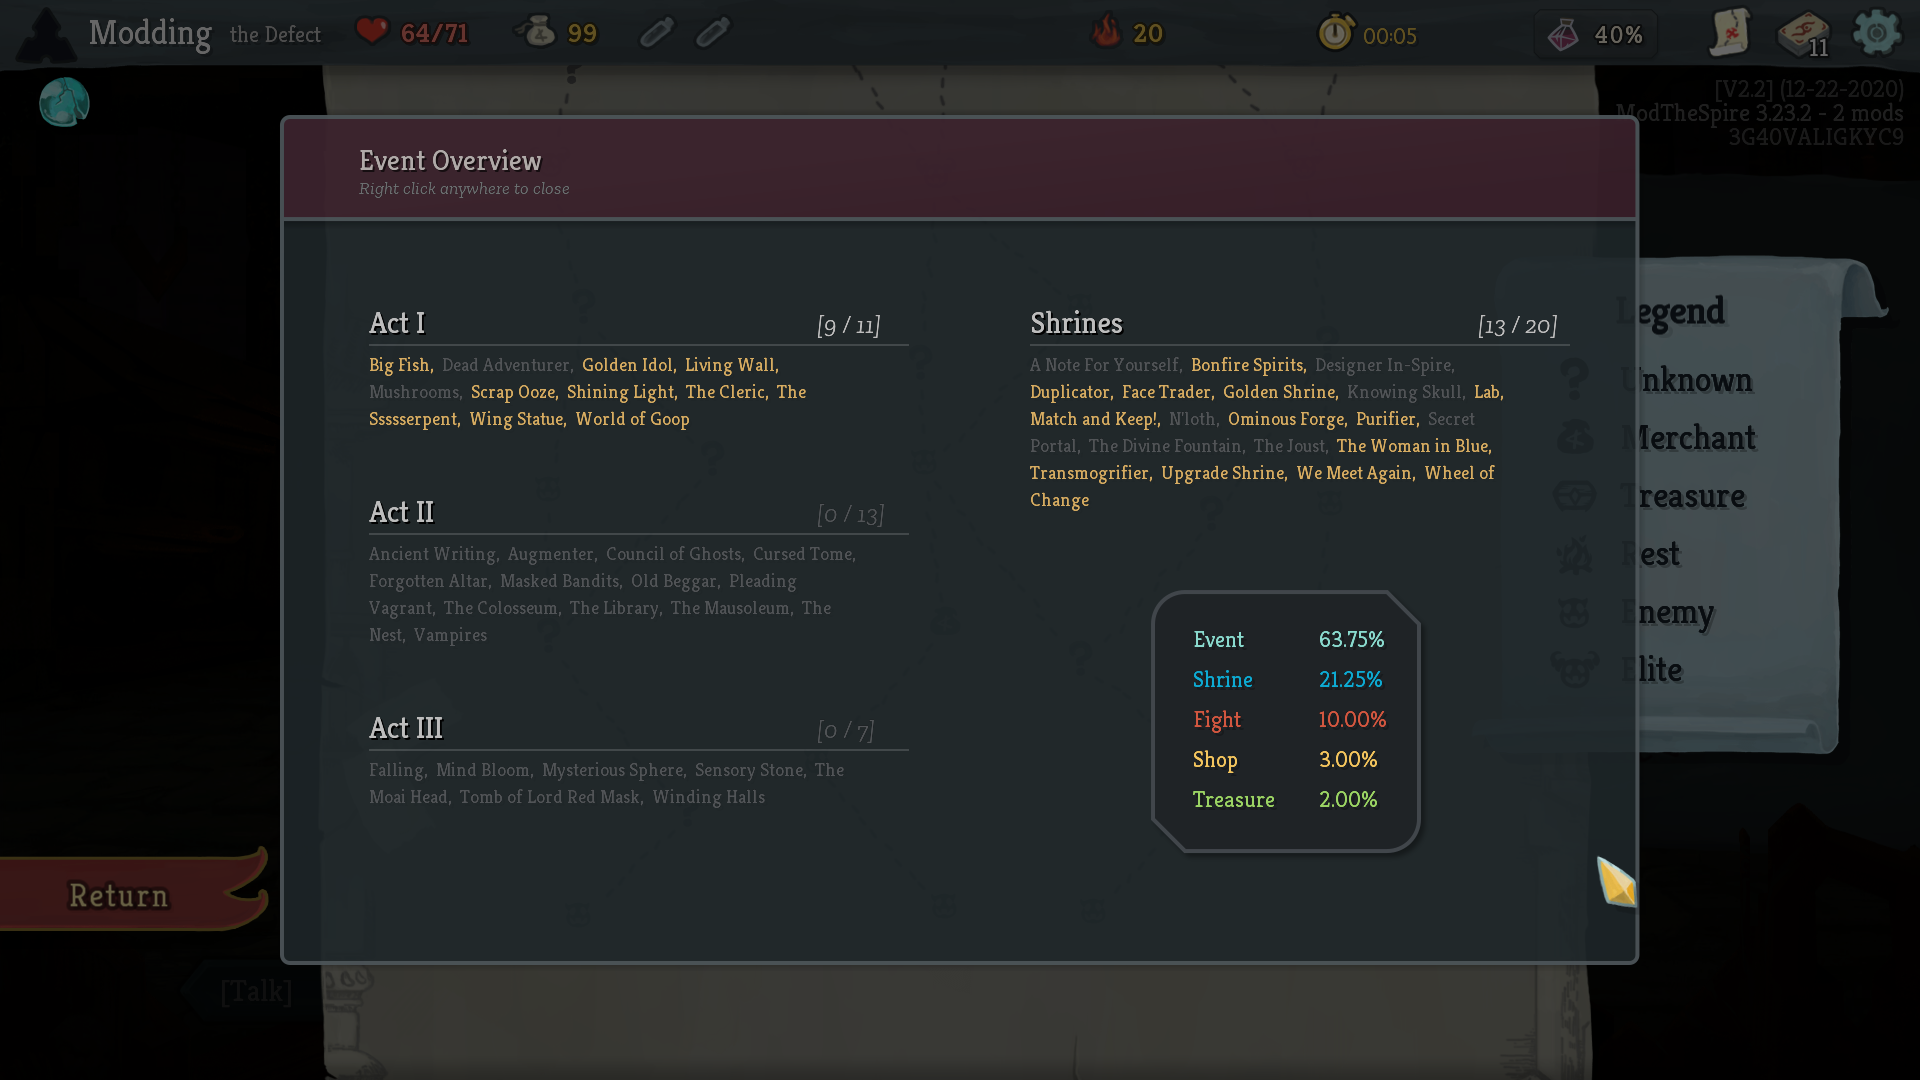 Modding the Defect 64/71 99 20 00:05 40% 11
[V2.2] (12-22-2020)
ModTheSpire 3.23.2 - 2 mods
3G40VALIGKYC9
Event Overview
Right click anywhere to close
Act I [9 / 11]
Big Fish, Dead Adventurer, Golden Idol, Living Wall,
Mushrooms, Scrap Ooze, Shining Light, The Cleric, The
Ssssserpent, Wing Statue, World of Goop
Act II [0 / 13]
Ancient Writing, Augmenter, Council of Ghosts, Cursed Tome,
Forgotten Altar, Masked Bandits, Old Beggar, Pleading
Vagrant, The Colosseum, The Library, The Mausoleum, The
Nest, Vampires
Act III [0 / 7]
Falling, Mind Bloom, Mysterious Sphere, Sensory Stone, The
Moai Head, Tomb of Lord Red Mask, Winding Halls
Shrines [13 / 20]
A Note For Yourself, Bonfire Spirits, Designer In-Spire,
Duplicator, Face Trader, Golden Shrine, Knowing Skull, Lab,
Match and Keep!, N'loth, Ominous Forge, Purifier, Secret
Portal, The Divine Fountain, The Joust, The Woman in Blue,
Transmogrifier, Upgrade Shrine, We Meet Again, Wheel of
Change
Event 63.75%
Shrine 21.25%
Fight 10.00%
Shop 3.00%
Treasure 2.00%
Legend
Unknown
Merchant
Treasure
Rest
Enemy
Elite
Return
[Talk]